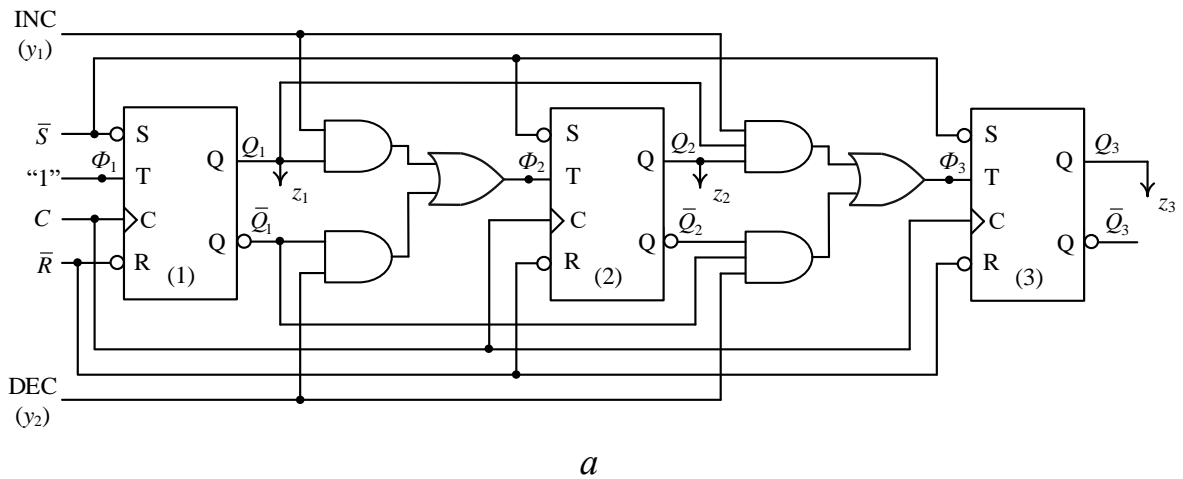 INC
(y₁)
S̅ S S S
Q Q₁ Q Q₂ Q Q₃
"1" Φ₁ T Φ₂ T Φ₃ T
z₁ z₂ z₃
C C C C
Q Q̅₁ Q Q̅₂ Q Q̅₃
R̅ R R R
(1) (2) (3)
DEC
(y₂)
a